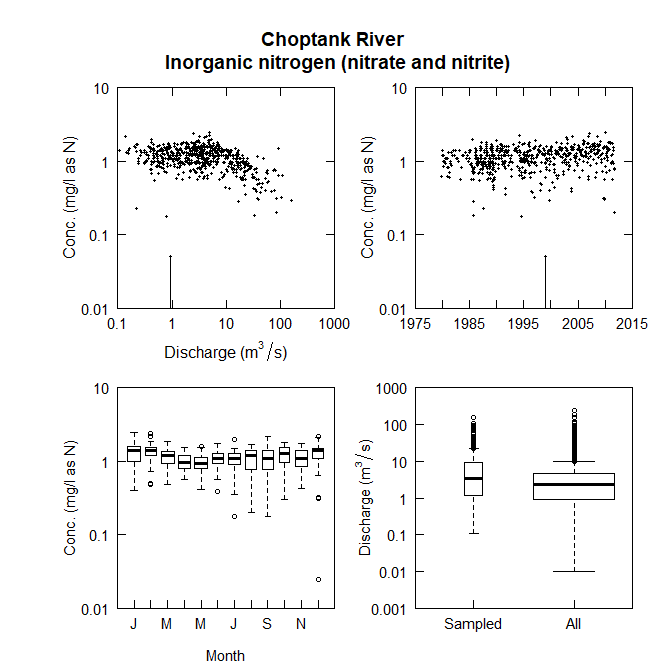 Choptank River
Inorganic nitrogen (nitrate and nitrite)
10
1
0.1
0.01
Conc. (mg/l as N)
0.1 1 10 100 1000
Discharge (m³/s)
10
1
0.1
0.01
Conc. (mg/l as N)
1975 1985 1995 2005 2015
10
1
0.1
0.01
Conc. (mg/l as N)
J M M J S N
Month
1000
100
10
1
0.1
0.01
0.001
Discharge (m³/s)
Sampled All